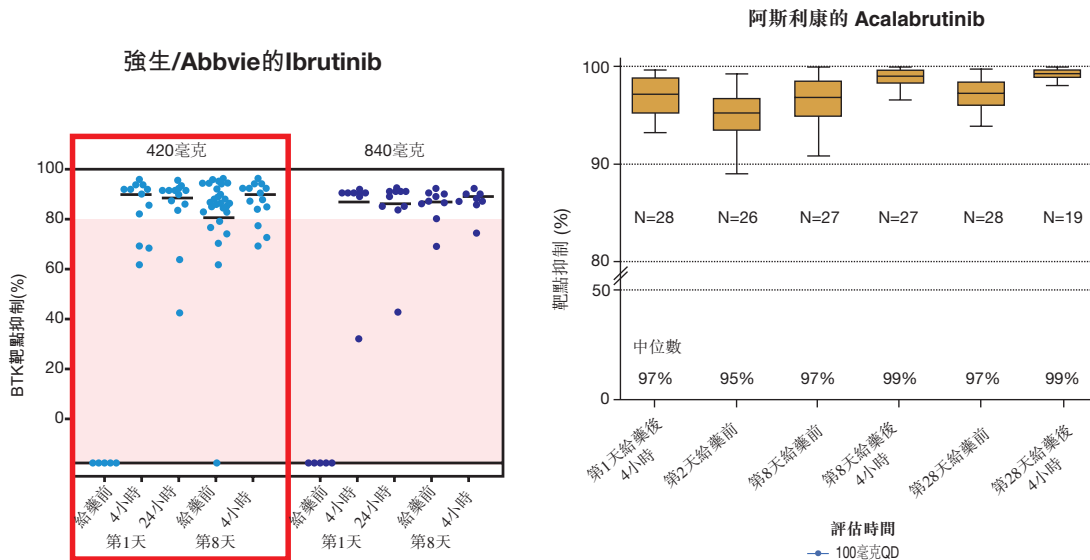 強生/Abbvie的Ibrutinib
420毫克
840毫克
BTK靶點抑制(%)
100
80
60
40
20
0
給藥前
4小時
24小時
給藥前
4小時
給藥前
4小時
24小時
給藥前
4小時
第1天
第8天
第1天
第8天
阿斯利康的 Acalabrutinib
靶點抑制 (%)
100
90
80
50
0
N=28
N=26
N=27
N=27
N=28
N=19
中位數
97%
95%
97%
99%
97%
99%
第1天給藥後
4小時
第2天給藥前
第8天給藥前
第8天給藥後
4小時
第28天給藥前
第28天給藥後
4小時
評估時間
100毫克QD